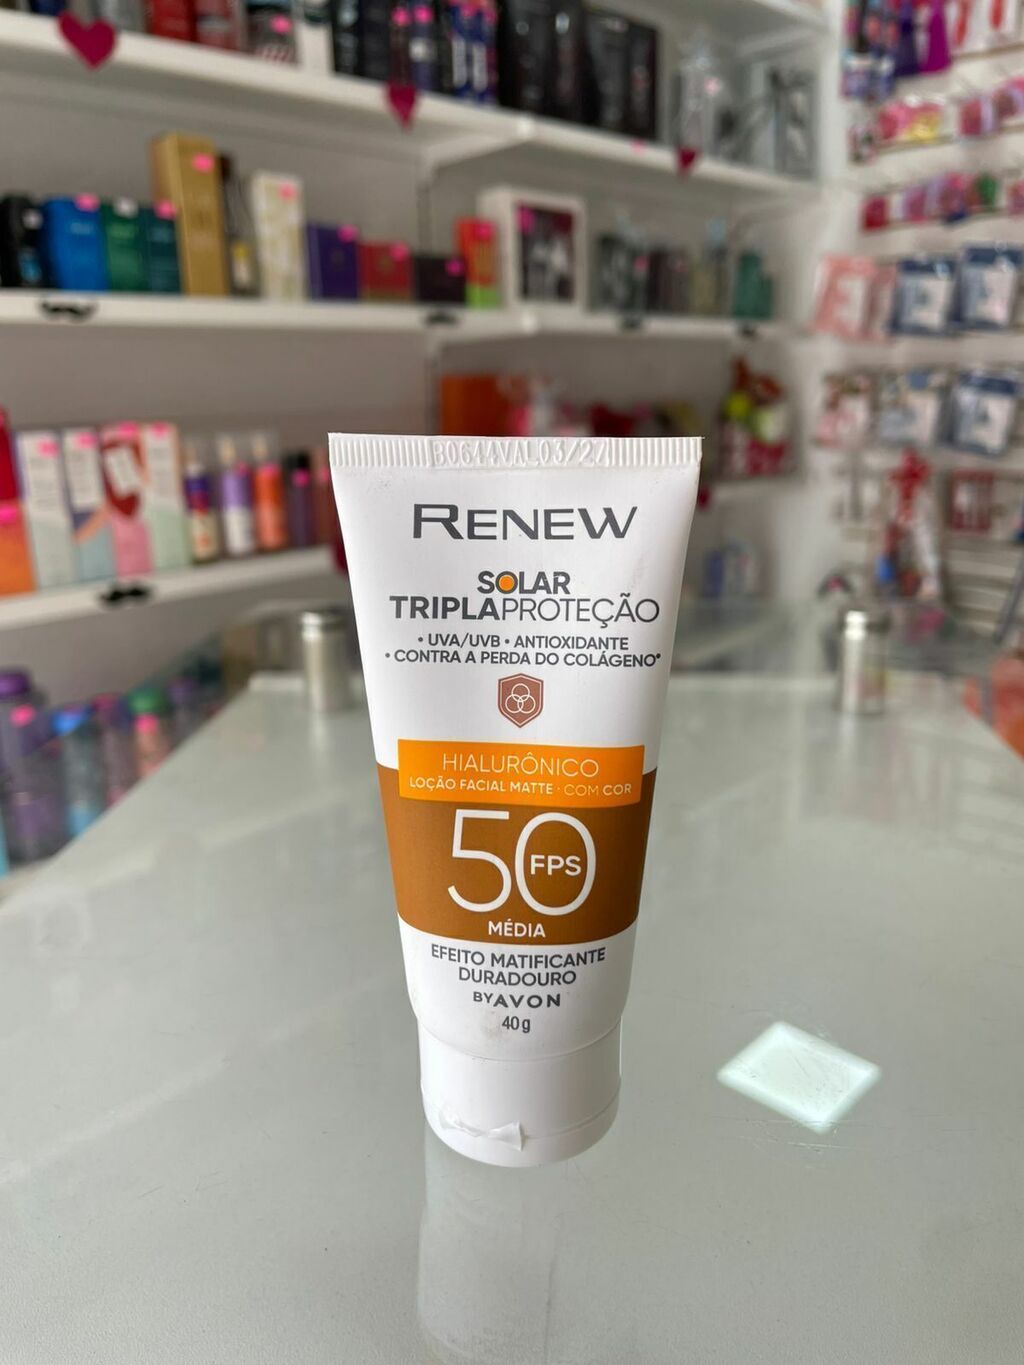 B0644VAL03/27
RENEW
SOLAR
TRIPLAPROTEÇÃO
• UVA/UVB • ANTIOXIDANTE
• CONTRA A PERDA DO COLÁGENO*
HIALURÔNICO
LOÇÃO FACIAL MATTE · COM COR
50 FPS
MÉDIA
EFEITO MATIFICANTE
DURADOURO
BY AVON
40g